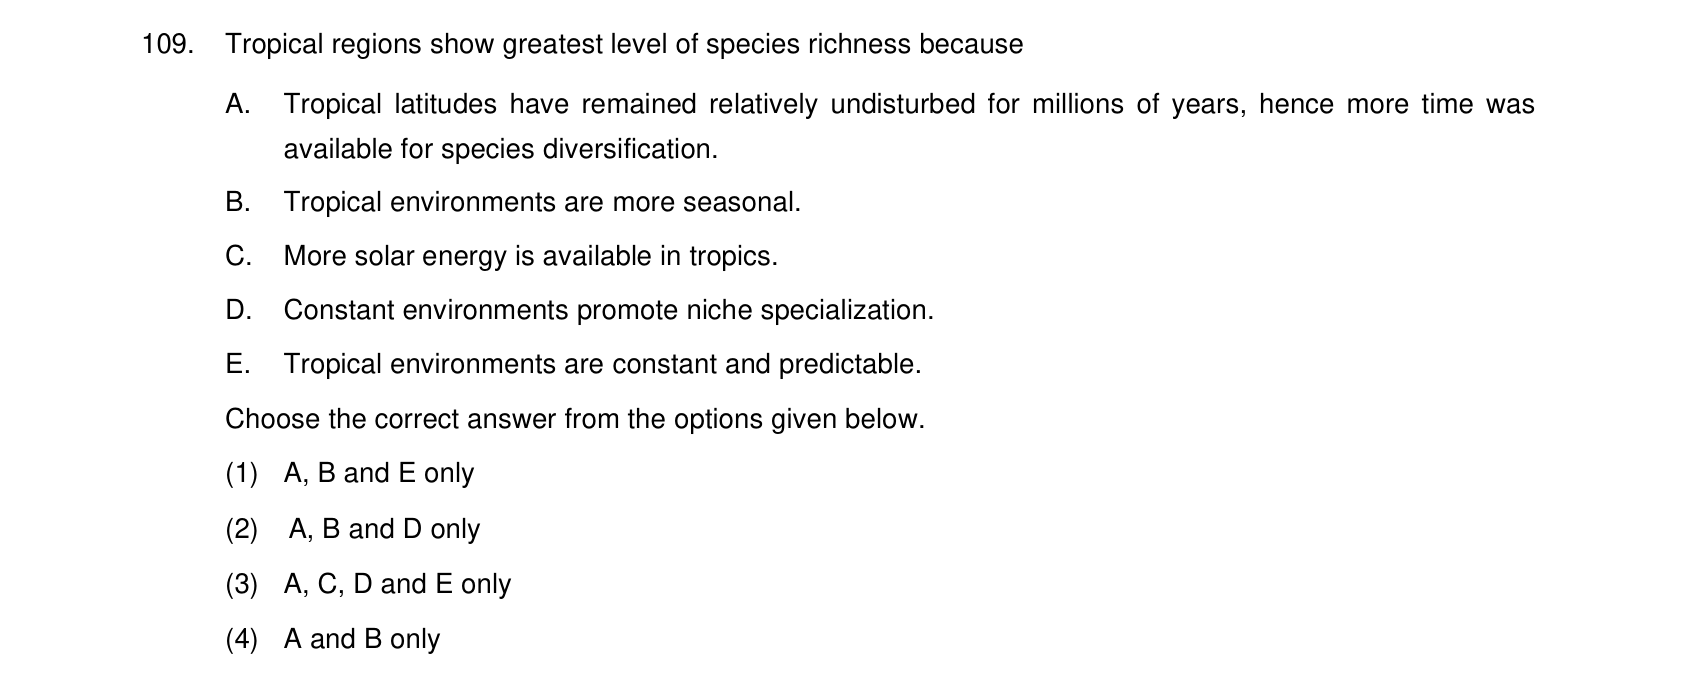 109. Tropical regions show greatest level of species richness because
A. Tropical latitudes have remained relatively undisturbed for millions of years, hence more time was
available for species diversification.
B. Tropical environments are more seasonal.
C. More solar energy is available in tropics.
D. Constant environments promote niche specialization.
E. Tropical environments are constant and predictable.
Choose the correct answer from the options given below.
(1) A, B and E only
(2) A, B and D only
(3) A, C, D and E only
(4) A and B only